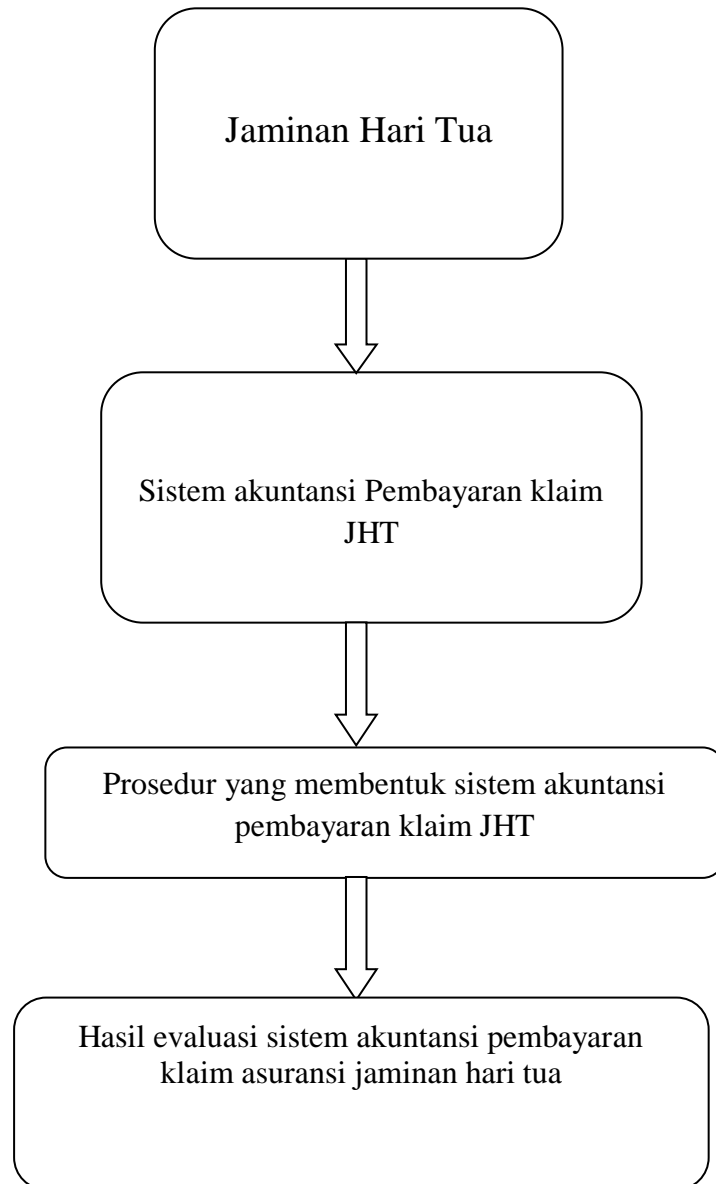 Jaminan Hari Tua
Sistem akuntansi Pembayaran klaim
JHT
Prosedur yang membentuk sistem akuntansi
pembayaran klaim JHT
Hasil evaluasi sistem akuntansi pembayaran
klaim asuransi jaminan hari tua